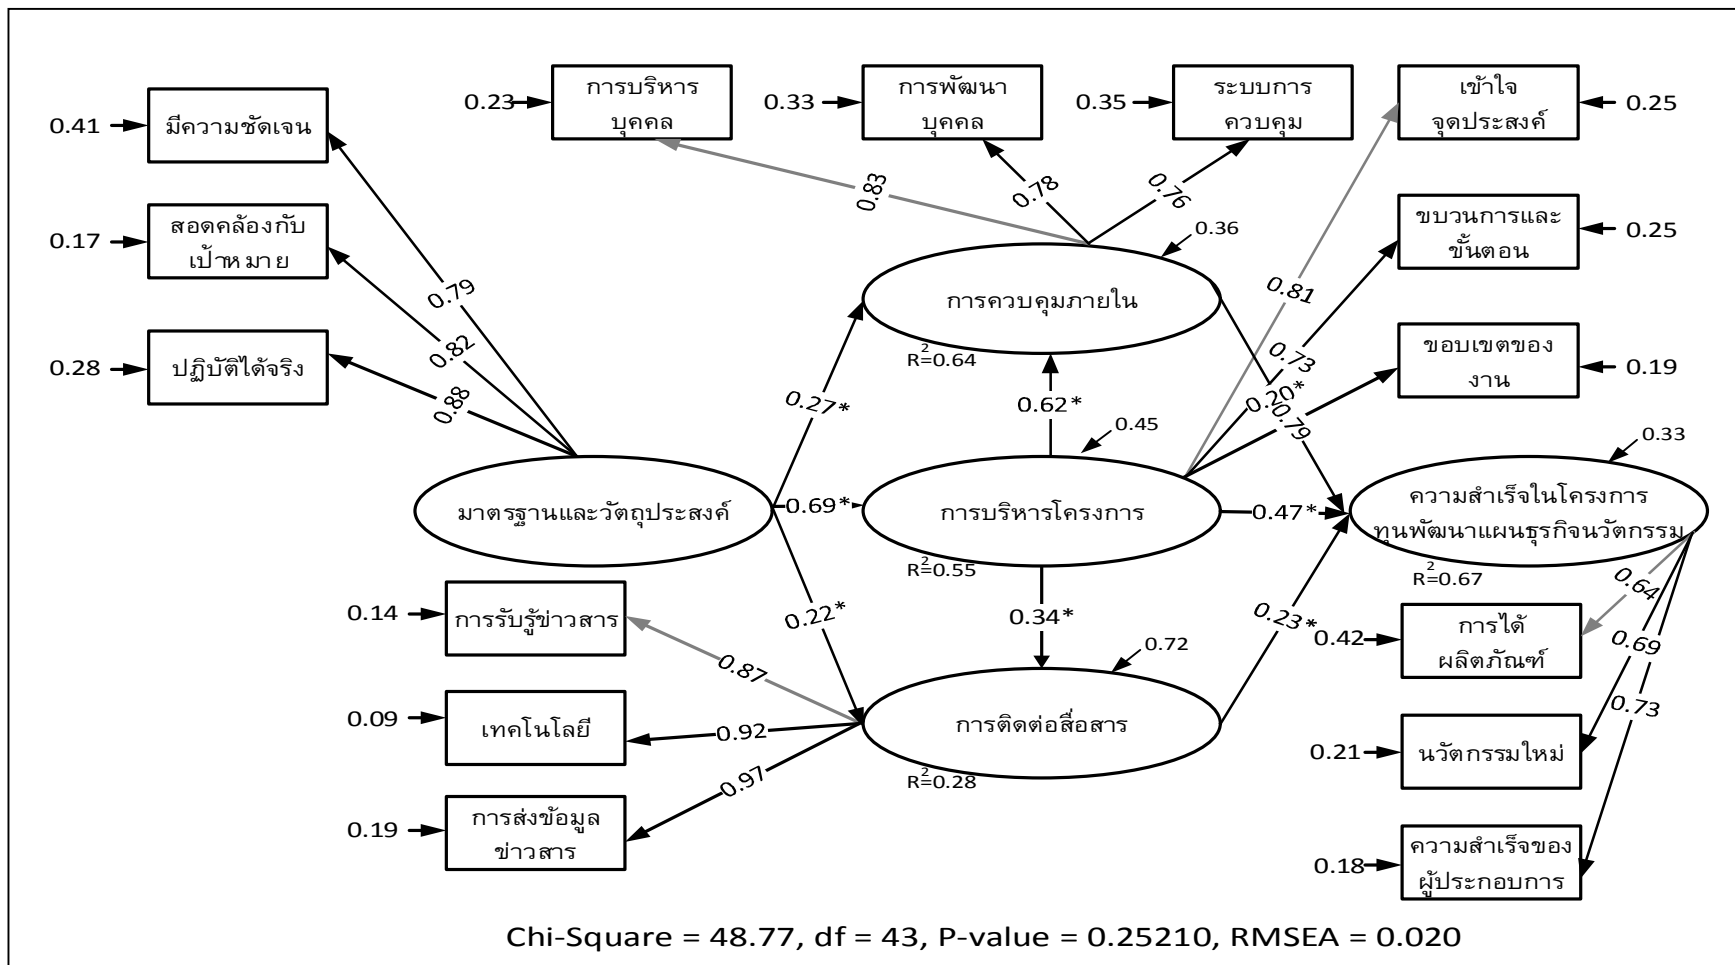 0.41
มีความชัดเจน
0.17
สอดคล้องกับ
เป้าหมาย
0.28
ปฏิบัติได้จริง
0.23
การบริหาร
บุคคล
0.33
การพัฒนา
บุคคล
0.35
ระบบการ
ควบคุม
เข้าใจ
จุดประสงค์
0.25
ขบวนการและ
ขั้นตอน
0.25
ขอบเขตของ
งาน
0.19
0.79
0.82
0.88
0.83
0.78
0.76
0.36
การควบคุมภายใน
R²=0.64
0.81
0.73
0.20*
0.79
0.27*
0.62*
0.45
0.33
มาตรฐานและวัตถุประสงค์
0.69*
การบริหารโครงการ
R²=0.55
0.47*
ความสำเร็จในโครงการ
ทุนพัฒนาแผนธุรกิจนวัตกรรม
R²=0.67
0.22*
0.34*
0.23*
0.72
การติดต่อสื่อสาร
R²=0.28
0.14
การรับรู้ข่าวสาร
0.87
0.09
เทคโนโลยี
0.92
0.19
การส่งข้อมูล
ข่าวสาร
0.97
0.64
0.69
0.73
0.42
การได้
ผลิตภัณฑ์
0.21
นวัตกรรมใหม่
0.18
ความสำเร็จของ
ผู้ประกอบการ
Chi-Square = 48.77, df = 43, P-value = 0.25210, RMSEA = 0.020